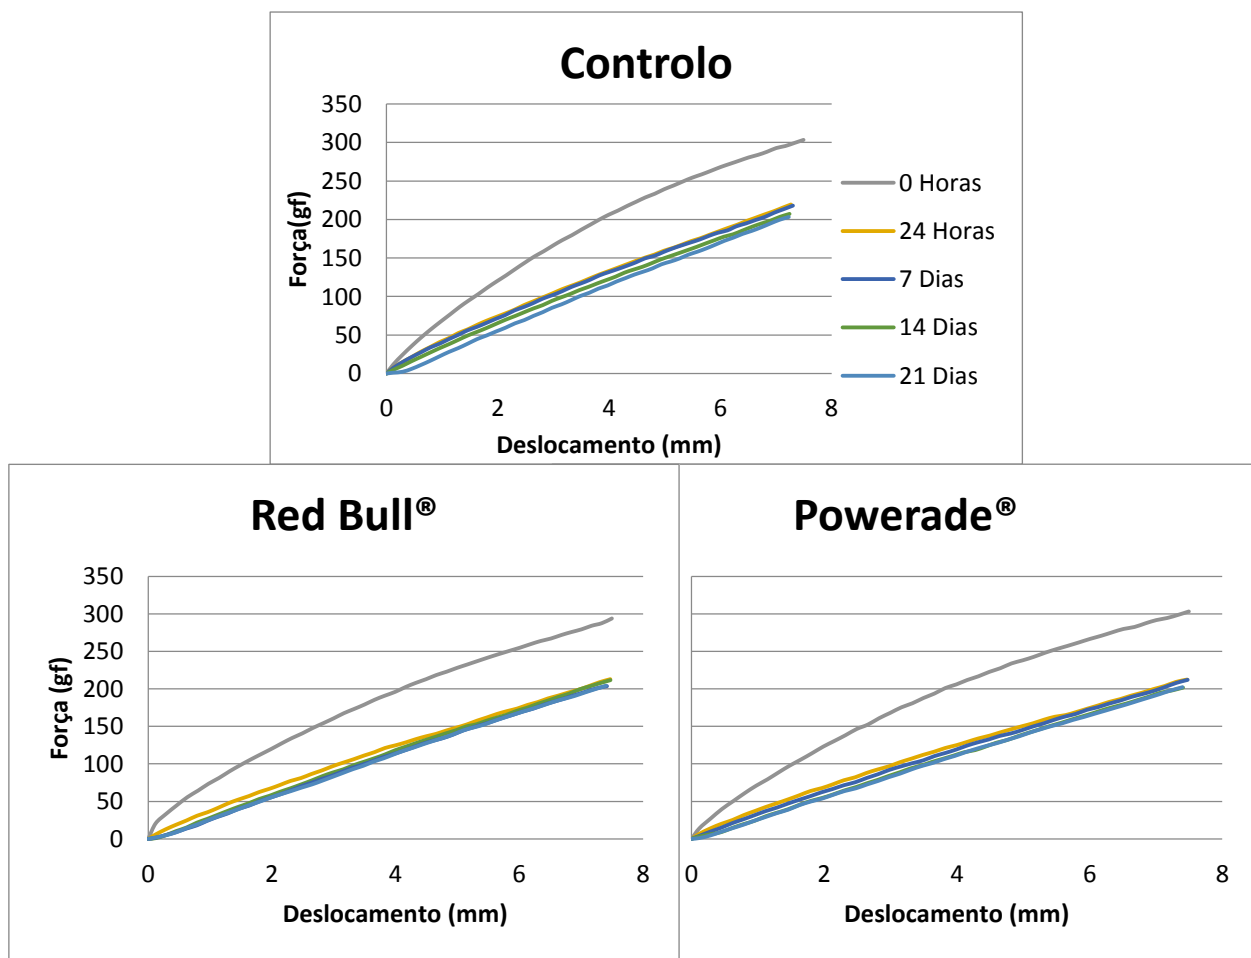 Controlo
350
300
250
200
150
100
50
0
Força(gf)
0 2 4 6 8
Deslocamento (mm)
0 Horas
24 Horas
7 Dias
14 Dias
21 Dias
Red Bull®
350
300
250
200
150
100
50
0
Força (gf)
0 2 4 6 8
Deslocamento (mm)
Powerade®
0 2 4 6 8
Deslocamento (mm)